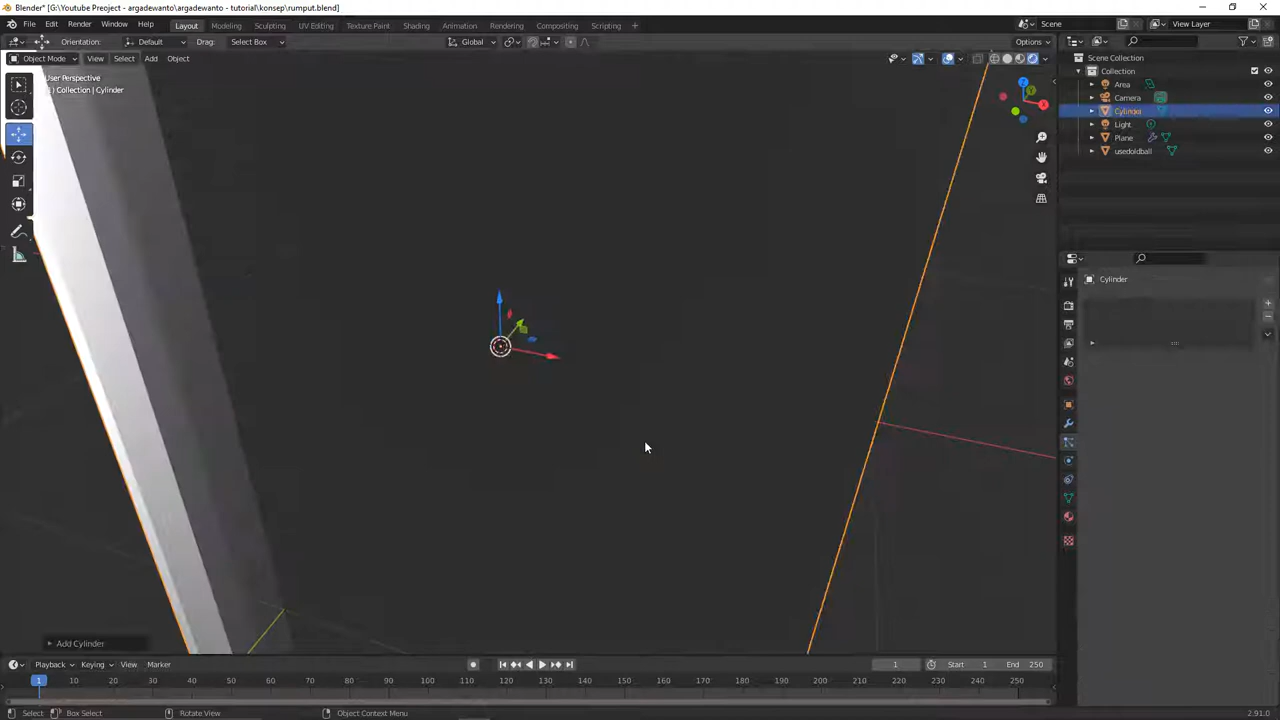 Blender* [G:\Youtube Preoject - argadewanto\argadewanto - tutorial\konsep\rumput.blend]
File Edit Render Window Help Layout Modeling Sculpting UV Editing Texture Paint Shading Animation Rendering Compositing Scripting + Scene View Layer
Orientation: Default Drag: Select Box Global Options
Object Mode View Select Add Object
User Perspective
) Collection | Cylinder
Scene Collection
Collection
Area
Camera
Cylinder
Light
Plane
usedoldball
Cylinder
Add Cylinder
Playback Keying View Marker 1 Start 1 End 250
1 10 20 30 40 50 60 70 80 90 100 110 120 130 140 150 160 170 180 190 200 210 220 230 240 250
Select Box Select Rotate View Object Context Menu 2.91.0